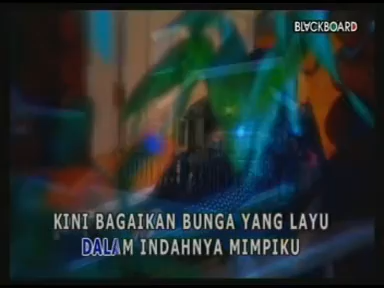 BLACKBOARD
KINI BAGAIKAN BUNGA YANG LAYU
DALAM INDAHNYA MIMPIKU